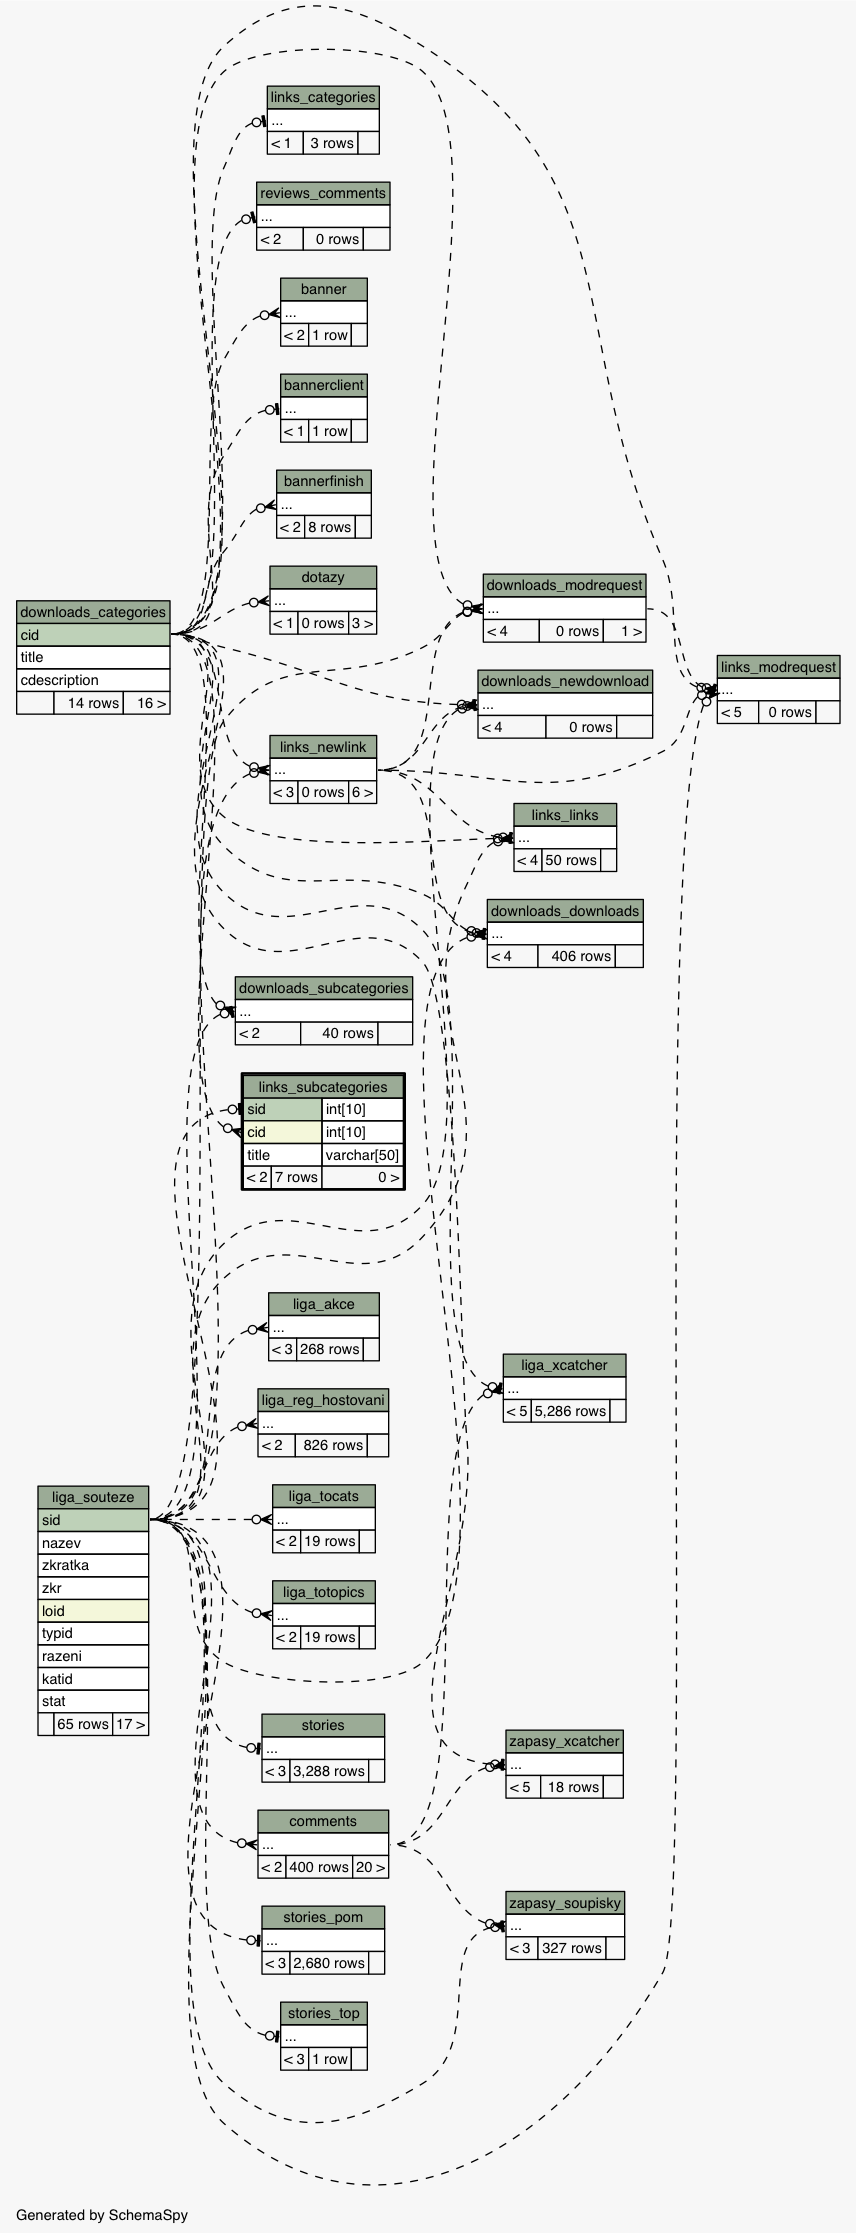 links_categories
...
< 1 3 rows
reviews_comments
...
< 2 0 rows
banner
...
< 2 1 row
bannerclient
...
< 1 1 row
bannerfinish
...
< 2 8 rows
dotazy
...
< 1 0 rows 3 >
downloads_modrequest
...
< 4 0 rows 1 >
downloads_categories
cid
title
cdescription
14 rows 16 >
links_modrequest
...
< 5 0 rows
downloads_newdownload
...
< 4 0 rows
links_newlink
...
< 3 0 rows 6 >
links_links
...
< 4 50 rows
downloads_downloads
...
< 4 406 rows
downloads_subcategories
...
< 2 40 rows
links_subcategories
sid int[10]
cid int[10]
title varchar[50]
< 2 7 rows 0 >
liga_akce
...
< 3 268 rows
liga_xcatcher
...
< 5 5,286 rows
liga_reg_hostovani
...
< 2 826 rows
liga_souteze
sid
nazev
zkratka
zkr
loid
typid
razeni
katid
stat
65 rows 17 >
liga_tocats
...
< 2 19 rows
liga_totopics
...
< 2 19 rows
stories
...
< 3 3,288 rows
zapasy_xcatcher
...
< 5 18 rows
comments
...
< 2 400 rows 20 >
zapasy_soupisky
...
< 3 327 rows
stories_pom
...
< 3 2,680 rows
stories_top
...
< 3 1 row
Generated by SchemaSpy